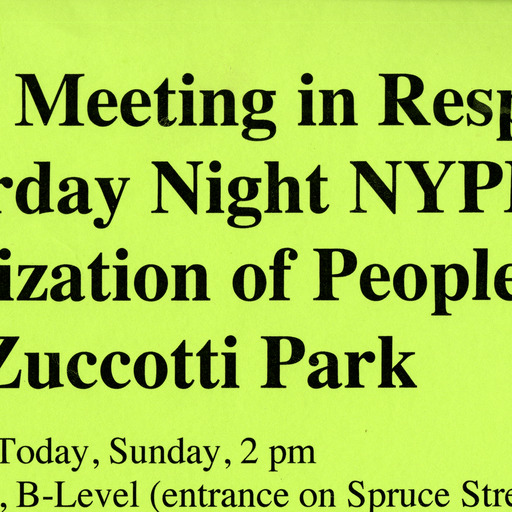 Meeting in Resp
rday Night NYP
ization of People
Zuccotti Park
Today, Sunday, 2 pm
, B-Level (entrance on Spruce Stre